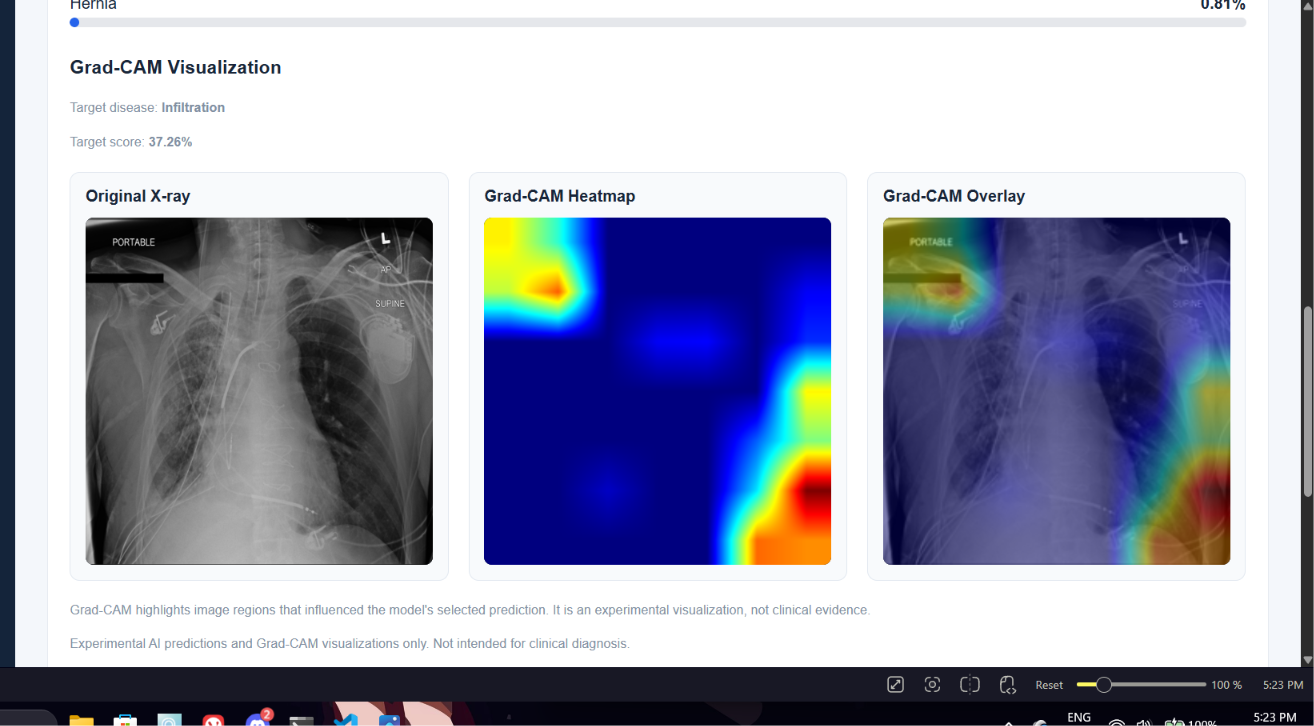 Hernia 0.81%
Grad-CAM Visualization
Target disease: Infiltration
Target score: 37.26%
Original X-ray
PORTABLE
L
AP
SUPINE
Grad-CAM Heatmap
Grad-CAM Overlay
PORTABLE
L
AP
SUPINE
Grad-CAM highlights image regions that influenced the model's selected prediction. It is an experimental visualization, not clinical evidence.
Experimental AI predictions and Grad-CAM visualizations only. Not intended for clinical diagnosis.
Reset 100 % 5:23 PM
2
ENG
100%
5:23 PM